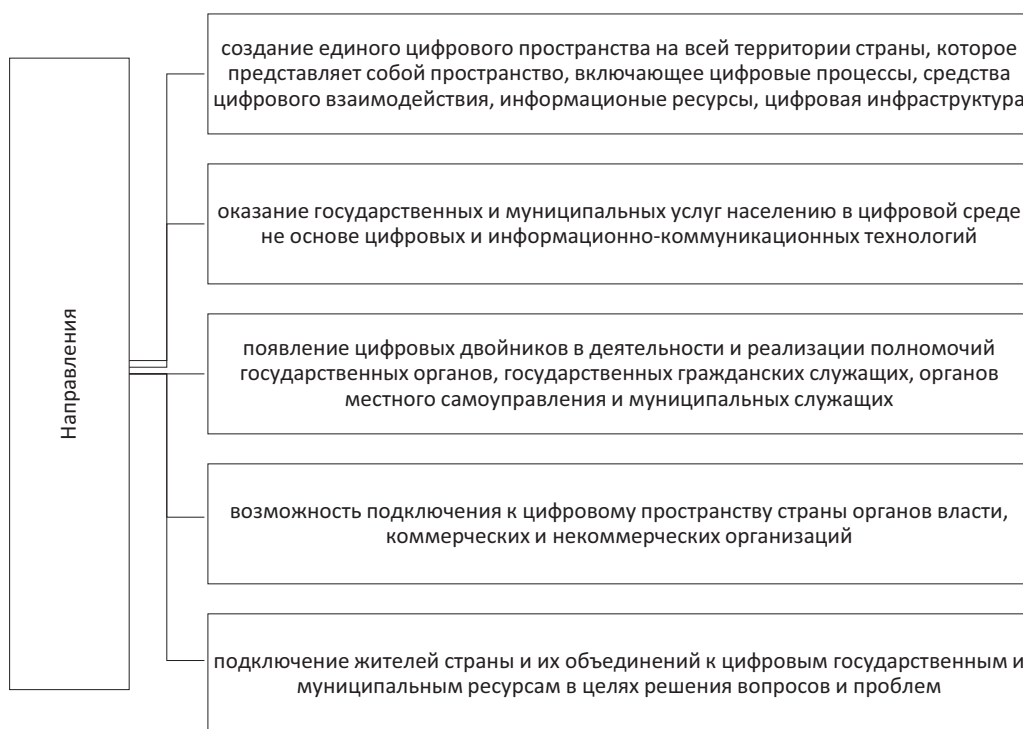 Направления
создание единого цифрового пространства на всей территории страны, которое
представляет собой пространство, включающее цифровые процессы, средства
цифрового взаимодействия, информационые ресурсы, цифровая инфраструктура
оказание государственных и муниципальных услуг населению в цифровой среде
не основе цифровых и информационно-коммуникационных технологий
появление цифровых двойников в деятельности и реализации полномочий
государственных органов, государственных гражданских служащих, органов
местного самоуправления и муниципальных служащих
возможность подключения к цифровому пространству страны органов власти,
коммерческих и некоммерческих организаций
подключение жителей страны и их объединений к цифровым государственным и
муниципальным ресурсам в целях решения вопросов и проблем